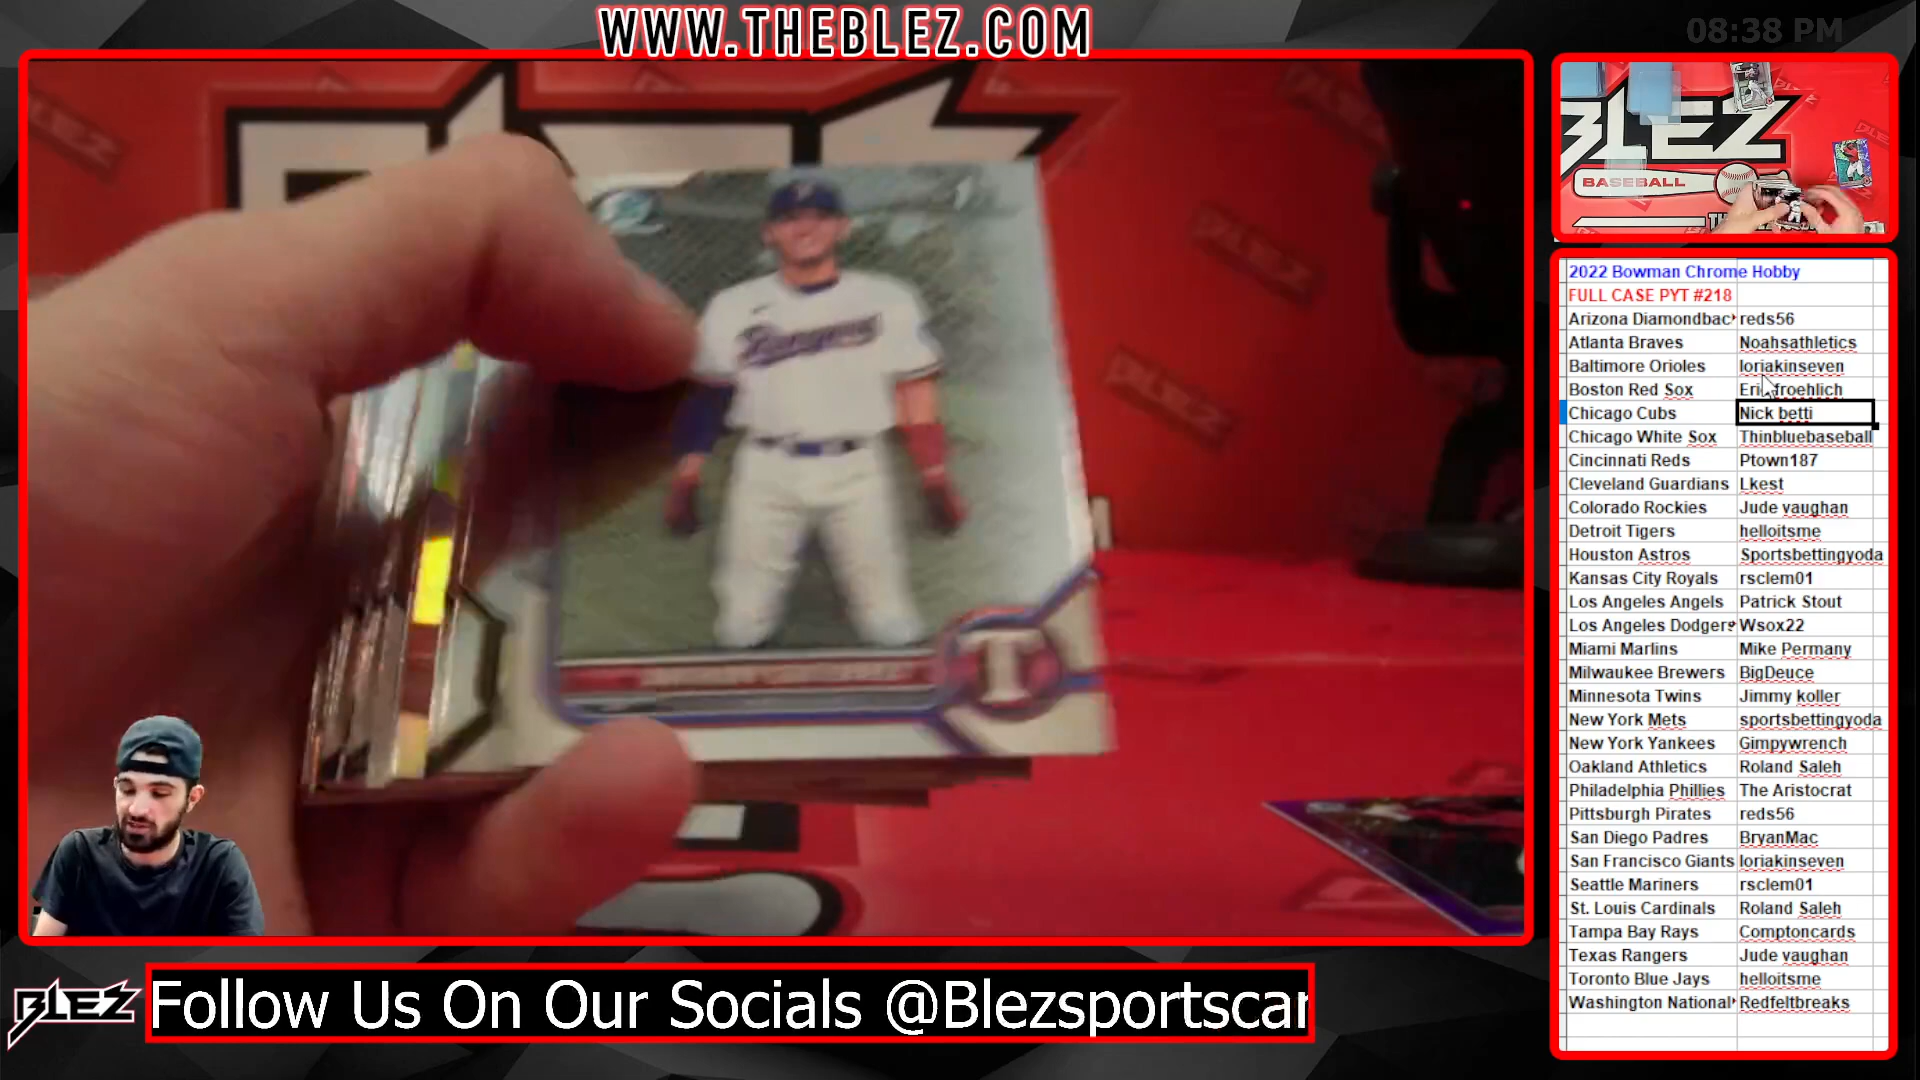 WWW.THEBLEZ.COM
08:38 PM
BLEZ
BASEBALL
Rangers
T
2022 Bowman Chrome Hobby
FULL CASE PYT #218
Arizona Diamondbac reds56
Atlanta Braves Noahsathletics
Baltimore Orioles loriakinseven
Boston Red Sox Eric froehlich
Chicago Cubs Nick betti
Chicago White Sox Thinbluebaseball
Cincinnati Reds Ptown187
Cleveland Guardians Lkest
Colorado Rockies Jude vaughan
Detroit Tigers helloitsme
Houston Astros Sportsbettingyoda
Kansas City Royals rsclem01
Los Angeles Angels Patrick Stout
Los Angeles Dodgers Wsox22
Miami Marlins Mike Permany
Milwaukee Brewers BigDeuce
Minnesota Twins Jimmy koller
New York Mets sportsbettingyoda
New York Yankees Gimpywrench
Oakland Athletics Roland Saleh
Philadelphia Phillies The Aristocrat
Pittsburgh Pirates reds56
San Diego Padres BryanMac
San Francisco Giants loriakinseven
Seattle Mariners rsclem01
St. Louis Cardinals Roland Saleh
Tampa Bay Rays Comptoncards
Texas Rangers Jude vaughan
Toronto Blue Jays helloitsme
Washington National Redfeltbreaks
BLEZ
Follow Us On Our Socials @Blezsportscar